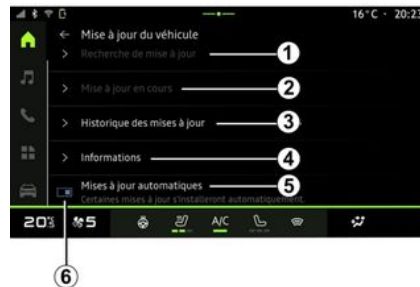 16°C · 20:23
Mise à jour du véhicule
Recherche de mise à jour
1
Mise à jour en cours
2
Historique des mises à jour
3
Informations
4
Mises à jour automatiques
5
Certaines mises à jour s'installeront automatiquement.
20
5
A/C
6